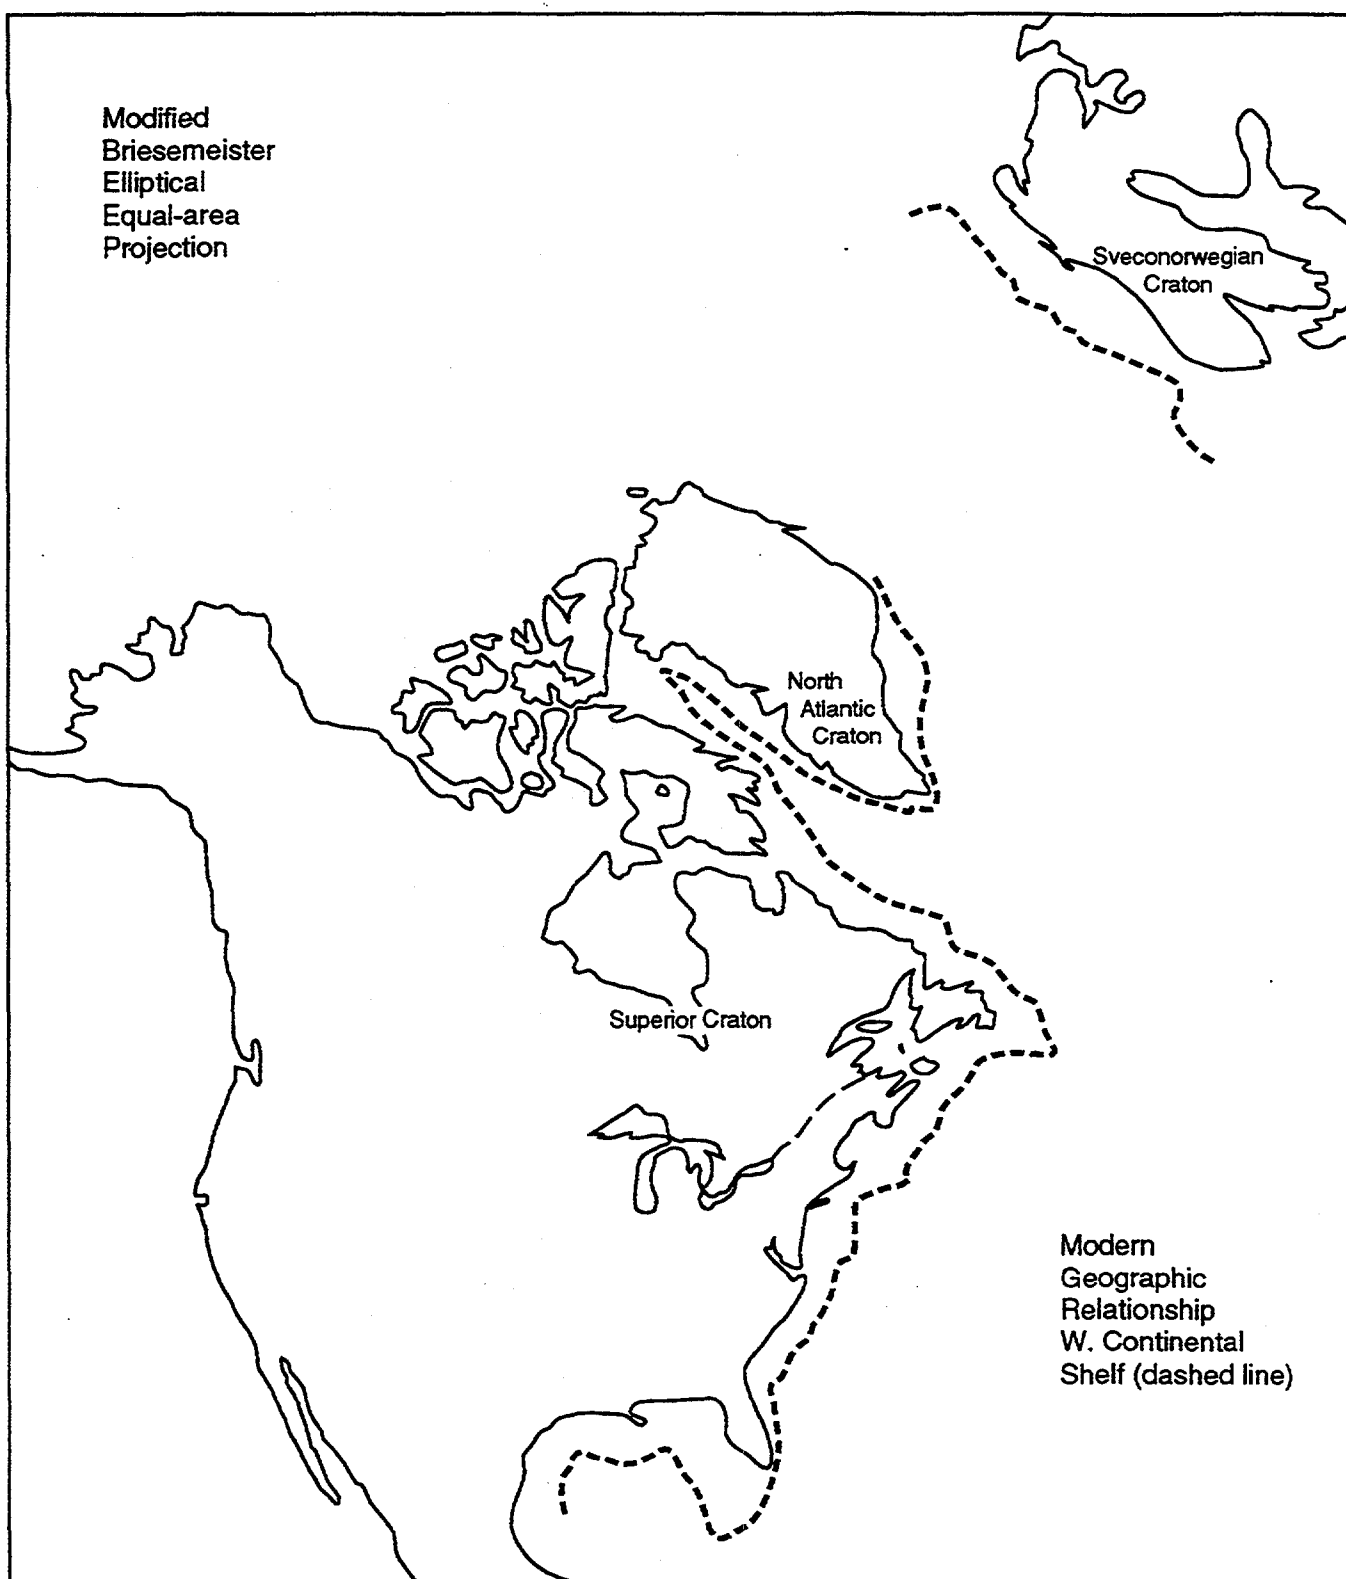 Modified
Briesemeister
Elliptical
Equal-area
Projection
Sveconorwegian
Craton
North
Atlantic
Craton
Superior Craton
Modern
Geographic
Relationship
W. Continental
Shelf (dashed line)